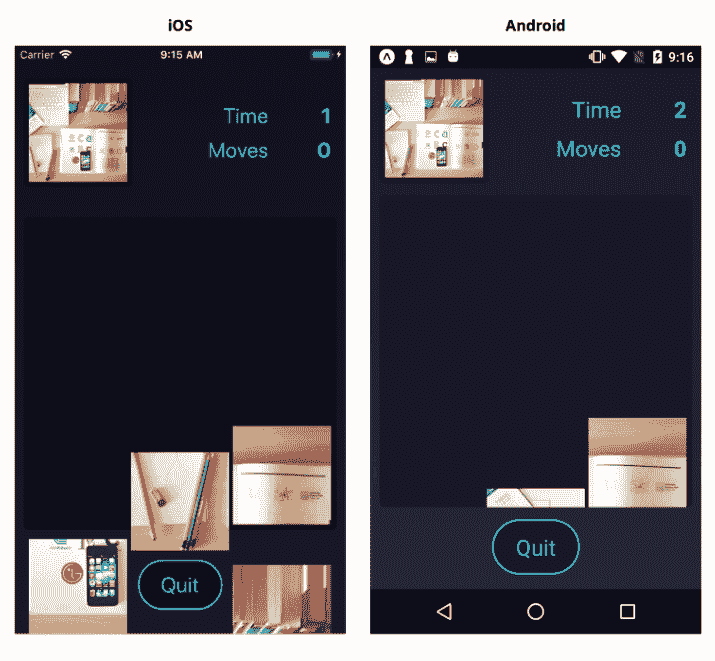 iOS
Carrier 9:15 AM
Time 1
Moves 0
Quit
Android
9:16
Time 2
Moves 0
Quit